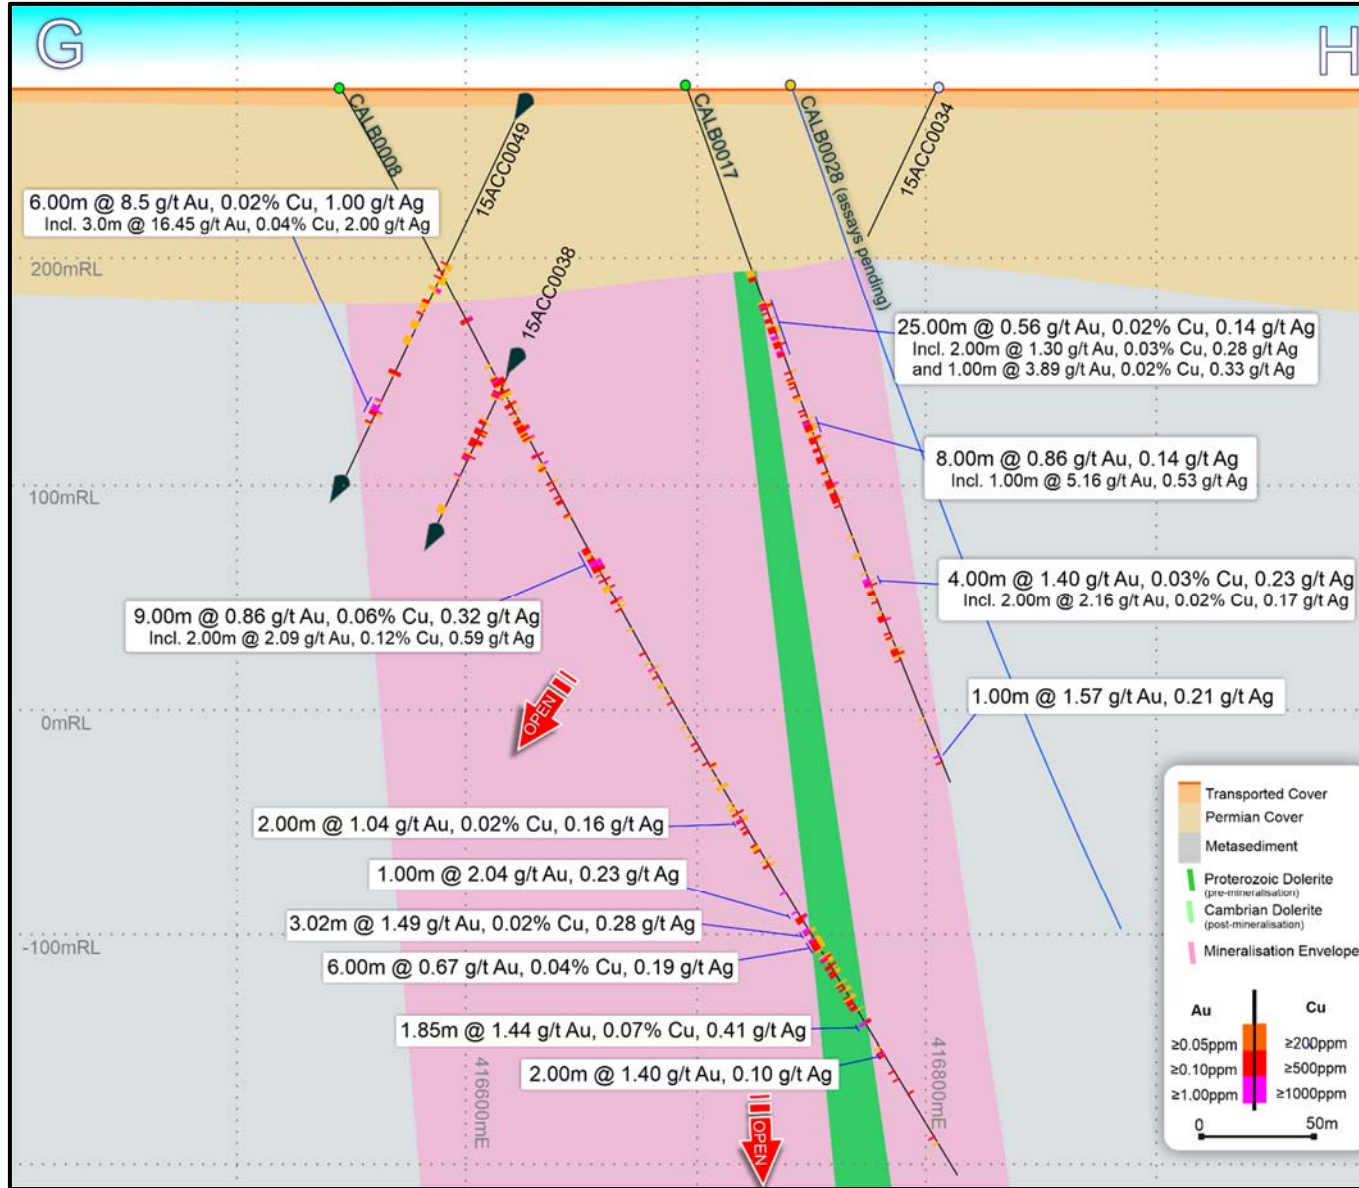 G
H
CALB0008
15ACC0049
CALB0017
CALB0028 (assays pending)
15ACC0034
6.00m @ 8.5 g/t Au, 0.02% Cu, 1.00 g/t Ag
Incl. 3.0m @ 16.45 g/t Au, 0.04% Cu, 2.00 g/t Ag
200mRL
15ACC0038
25.00m @ 0.56 g/t Au, 0.02% Cu, 0.14 g/t Ag
Incl. 2.00m @ 1.30 g/t Au, 0.03% Cu, 0.28 g/t Ag
and 1.00m @ 3.89 g/t Au, 0.02% Cu, 0.33 g/t Ag
8.00m @ 0.86 g/t Au, 0.14 g/t Ag
Incl. 1.00m @ 5.16 g/t Au, 0.53 g/t Ag
100mRL
4.00m @ 1.40 g/t Au, 0.03% Cu, 0.23 g/t Ag
Incl. 2.00m @ 2.16 g/t Au, 0.02% Cu, 0.17 g/t Ag
9.00m @ 0.86 g/t Au, 0.06% Cu, 0.32 g/t Ag
Incl. 2.00m @ 2.09 g/t Au, 0.12% Cu, 0.59 g/t Ag
1.00m @ 1.57 g/t Au, 0.21 g/t Ag
OPEN
0mRL
2.00m @ 1.04 g/t Au, 0.02% Cu, 0.16 g/t Ag
1.00m @ 2.04 g/t Au, 0.23 g/t Ag
3.02m @ 1.49 g/t Au, 0.02% Cu, 0.28 g/t Ag
-100mRL
6.00m @ 0.67 g/t Au, 0.04% Cu, 0.19 g/t Ag
1.85m @ 1.44 g/t Au, 0.07% Cu, 0.41 g/t Ag
2.00m @ 1.40 g/t Au, 0.10 g/t Ag
416600mE
416800mE
OPEN
Transported Cover
Permian Cover
Metasediment
Proterozoic Dolerite
(pre-mineralisation)
Cambrian Dolerite
(post-mineralisation)
Mineralisation Envelope
Au Cu
≥0.05ppm ≥200ppm
≥0.10ppm ≥500ppm
≥1.00ppm ≥1000ppm
0 50m